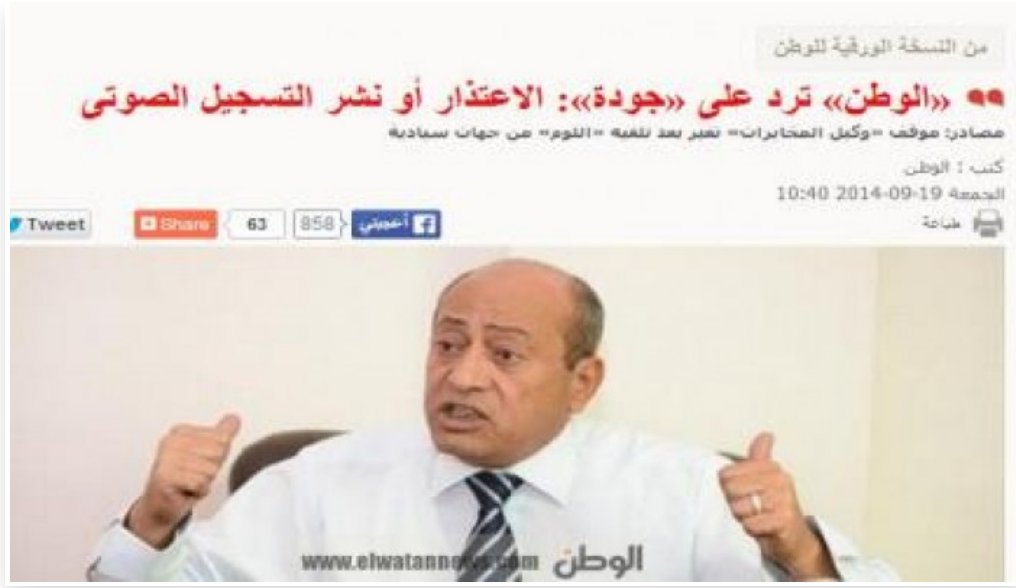 من النسخة الورقية للوطن
«الوطن» ترد على «جودة»: الاعتذار أو نشر التسجيل الصوتى
مصادر: موقف «وكيل المخابرات» تغير بعد تلقيه «اللوم» من جهات سيادية
كتب : الوطن
الجمعة 19-09-2014 10:40
طباعة
أعجبني 858 63 Share Tweet
الوطن www.elwatannews.com